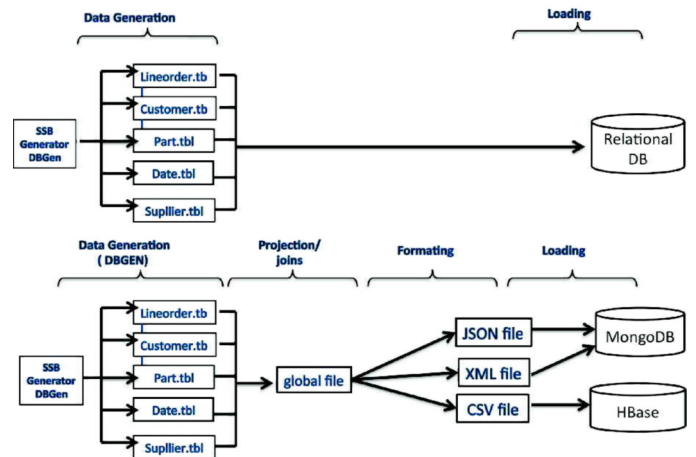 Data Generation
Loading
Lineorder.tb
Customer.tb
SSB
Generator
DBGen
Part.tbl
Date.tbl
Supllier.tbl
Relational
DB
Data Generation
( DBGEN)
Projection/
joins
Formating
Loading
Lineorder.tb
Customer.tb
SSB
Generator
DBGen
Part.tbl
Date.tbl
Supllier.tbl
global file
JSON file
XML file
CSV file
MongoDB
HBase